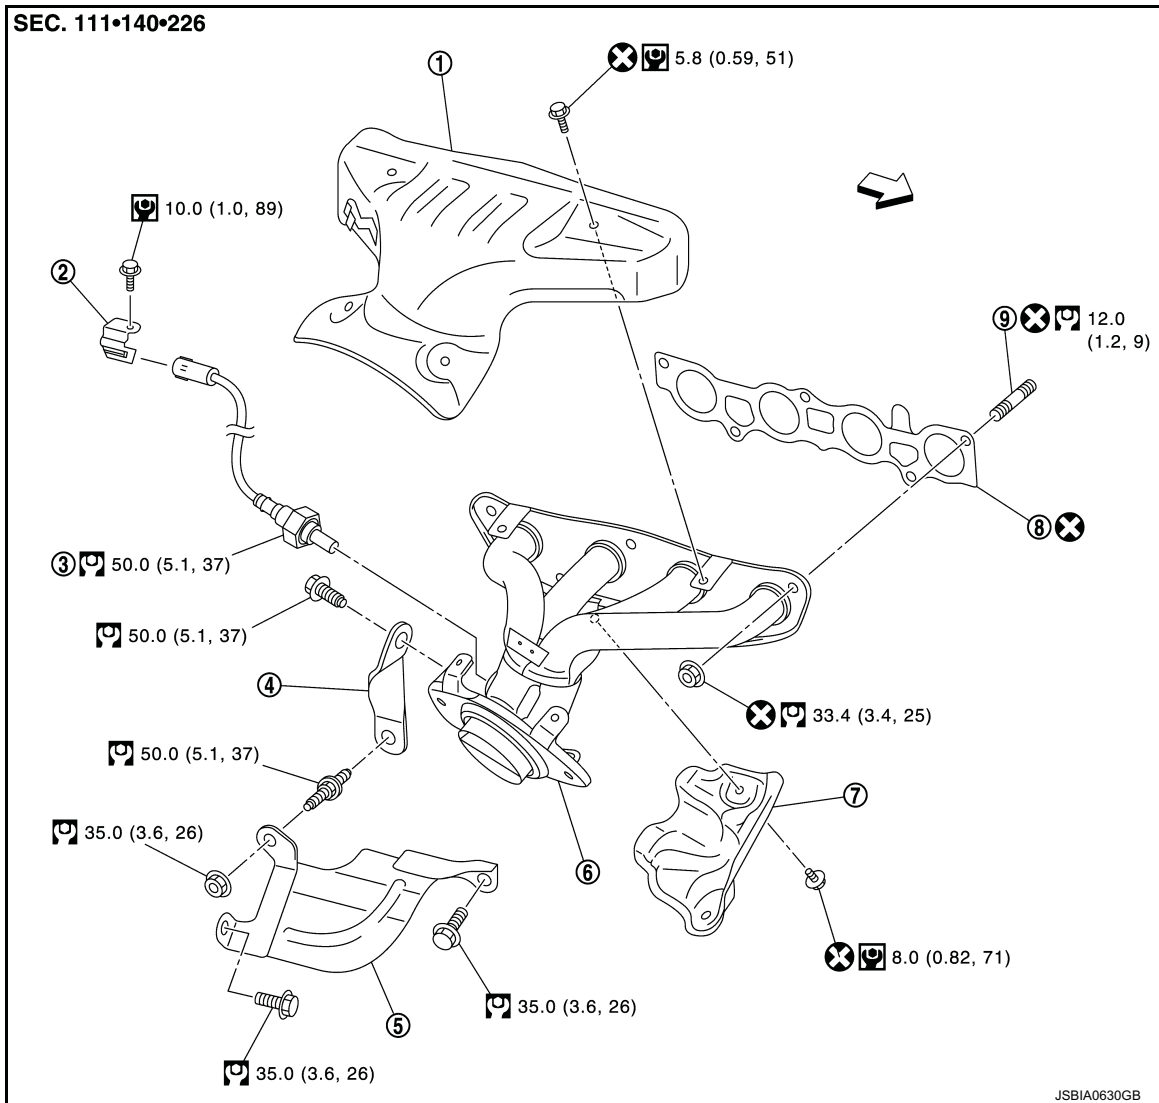 SEC. 111•140•226
1
5.8 (0.59, 51)
10.0 (1.0, 89)
2
9 12.0
(1.2, 9)
8
3 50.0 (5.1, 37)
50.0 (5.1, 37)
4
33.4 (3.4, 25)
50.0 (5.1, 37)
7
35.0 (3.6, 26)
6
8.0 (0.82, 71)
35.0 (3.6, 26)
5
35.0 (3.6, 26)
JSBIA0630GB